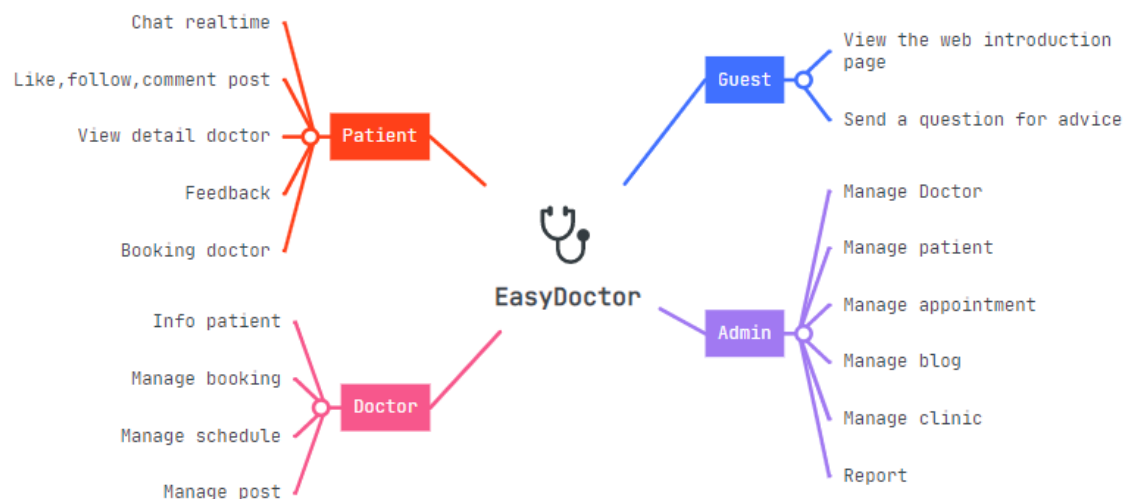 Chat realtime
Like,follow,comment post
View detail doctor
Feedback
Booking doctor
Patient
Guest
View the web introduction
page
Send a question for advice
EasyDoctor
Info patient
Manage booking
Manage schedule
Manage post
Doctor
Admin
Manage Doctor
Manage patient
Manage appointment
Manage blog
Manage clinic
Report